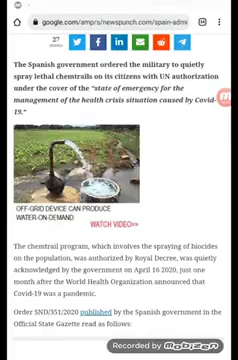 google.com/amp/s/newspunch.com/spain-admi
27
SHARES
The Spanish government ordered the military to quietly
spray lethal chemtrails on its citizens with UN authorization
under the cover of the “state of emergency for the
management of the health crisis situation caused by Covid-
19.”
OFF-GRID DEVICE CAN PRODUCE
WATER-ON-DEMAND
WATCH VIDEO>>
The chemtrail program, which involves the spraying of biocides
on the population, was authorized by Royal Decree, was quietly
acknowledged by the government on April 16 2020, just one
month after the World Health Organization announced that
Covid-19 was a pandemic.
Order SND/351/2020 published by the Spanish government in the
Official State Gazette read as follows:
Recorded by mobizen